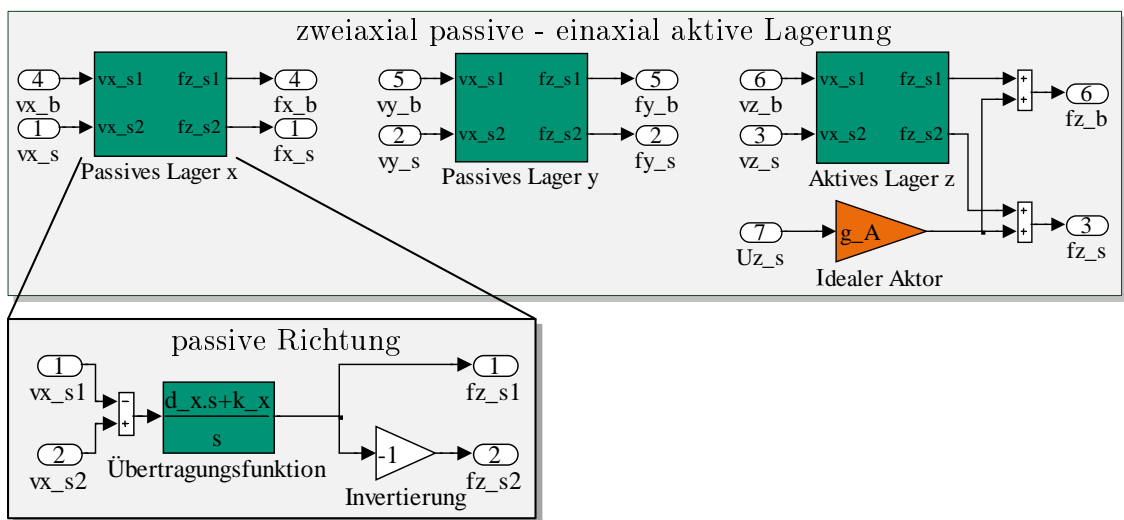 zweiaxial passive - einaxial aktive Lagerung
4
vx_b
1
vx_s
vx_s1
fz_s1
vx_s2
fz_s2
4
fx_b
1
fx_s
Passives Lager x
5
vy_b
2
vy_s
vx_s1
fz_s1
vx_s2
fz_s2
5
fy_b
2
fy_s
Passives Lager y
6
vz_b
3
vz_s
vx_s1
fz_s1
vx_s2
fz_s2
Aktives Lager z
+
+
6
fz_b
7
Uz_s
g_A
Idealer Aktor
+
+
3
fz_s
passive Richtung
1
vx_s1
2
vx_s2
-
+
d_x.s+k_x
s
Übertragungsfunktion
-1
Invertierung
1
fz_s1
2
fz_s2